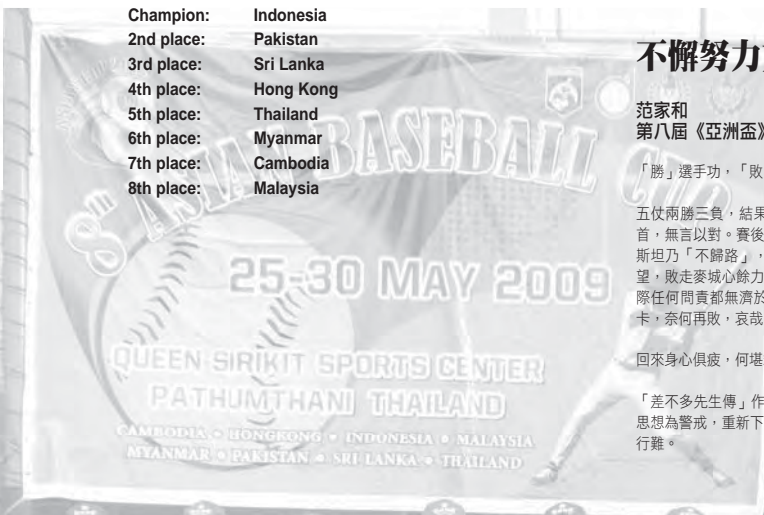 Champion: Indonesia
2nd place: Pakistan
3rd place: Sri Lanka
4th place: Hong Kong
5th place: Thailand
6th place: Myanmar
7th place: Cambodia
8th place: Malaysia
8th ASIAN BASEBALL CUP
25-30 MAY 2009
QUEEN SIRIKIT SPORTS CENTER
PATHUMTHANI THAILAND
CAMBODIA • HONGKONG • INDONESIA • MALAYSIA
MYANMAR • PAKISTAN • SRI LANKA • THAILAND
不懈努力
范家和
第八屆《亞洲盃》
「勝」選手功，「敗
五仗兩勝三負，結果
首，無言以對。賽後
斯坦乃「不歸路」，
望，敗走麥城心餘力
際任何問責都無濟於
卡，奈何再敗，哀哉
回來身心俱疲，何堪
「差不多先生傳」作
思想為警戒，重新下
行難。